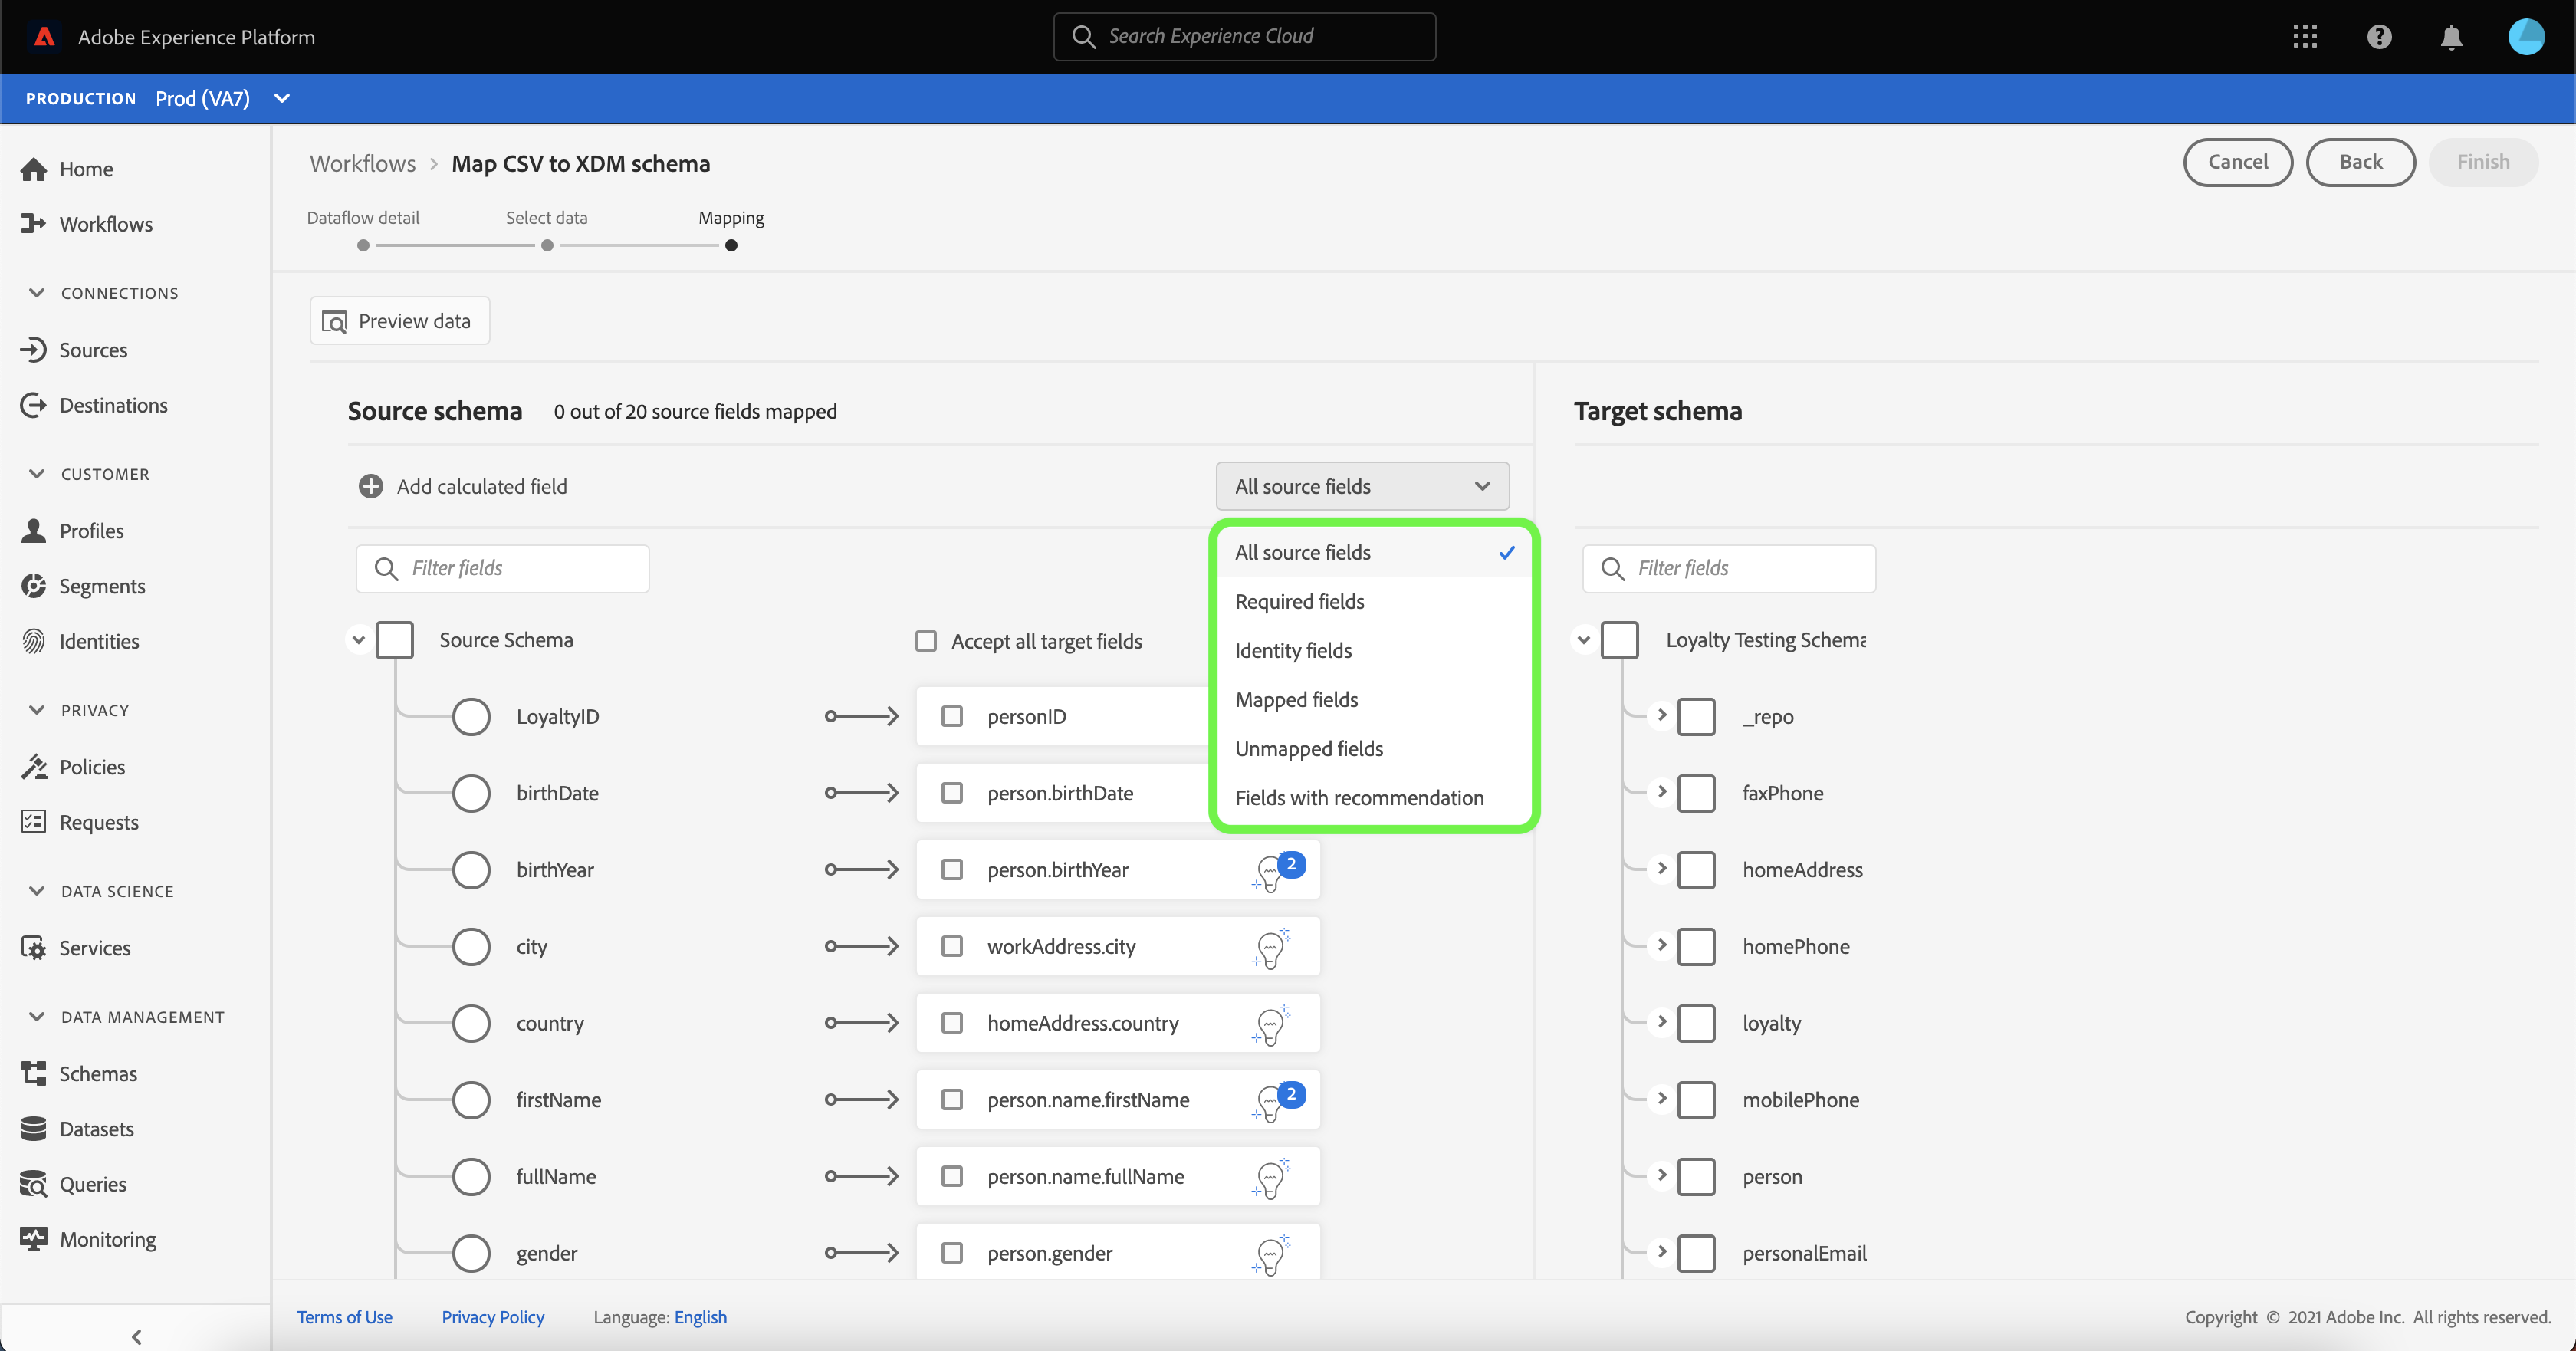 Adobe Experience Platform
Search Experience Cloud
PRODUCTION Prod (VA7)
Home
Workflows
CONNECTIONS
Sources
Destinations
CUSTOMER
Profiles
Segments
Identities
PRIVACY
Policies
Requests
DATA SCIENCE
Services
DATA MANAGEMENT
Schemas
Datasets
Queries
Monitoring
Workflows > Map CSV to XDM schema
Cancel Back Finish
Dataflow detail Select data Mapping
Preview data
Source schema 0 out of 20 source fields mapped
Add calculated field
All source fields
All source fields
Required fields
Identity fields
Mapped fields
Unmapped fields
Fields with recommendation
Filter fields
Source Schema Accept all target fields
LoyaltyID personID
birthDate person.birthDate
birthYear person.birthYear 2
city workAddress.city
country homeAddress.country
firstName person.name.firstName 2
fullName person.name.fullName
gender person.gender
Target schema
Filter fields
Loyalty Testing Schema
_repo
faxPhone
homeAddress
homePhone
loyalty
mobilePhone
person
personalEmail
Terms of Use Privacy Policy Language: English
Copyright © 2021 Adobe Inc. All rights reserved.